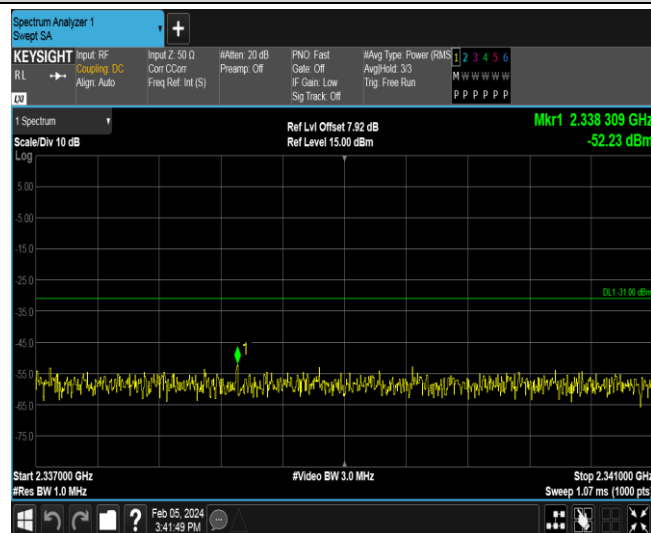 Spectrum Analyzer 1
Swept SA
+
KEYSIGHT Input: RF
RL
Coupling: DC
Align: Auto
Input Z: 50 Ω
Corr CCorr
Freq Ref: Int (S)
#Atten: 20 dB
Preamp: Off
PNO: Fast
Gate: Off
IF Gain: Low
Sig Track: Off
#Avg Type: Power (RMS
Avg|Hold: 3/3
Trig: Free Run
1 2 3 4 5 6
M W W W W W
P P P P P P
1 Spectrum
Scale/Div 10 dB
Log
Ref Lvl Offset 7.92 dB
Ref Level 15.00 dBm
Mkr1 2.338 309 GHz
-52.23 dBm
5.00
-5.00
-15.0
-25.0
DL1 -31.00 dBm
-35.0
-45.0
1
-55.0
-65.0
-75.0
Start 2.337000 GHz
#Res BW 1.0 MHz
#Video BW 3.0 MHz
Stop 2.341000 GHz
Sweep 1.07 ms (1000 pts)
?
Feb 05, 2024
3:41:49 PM